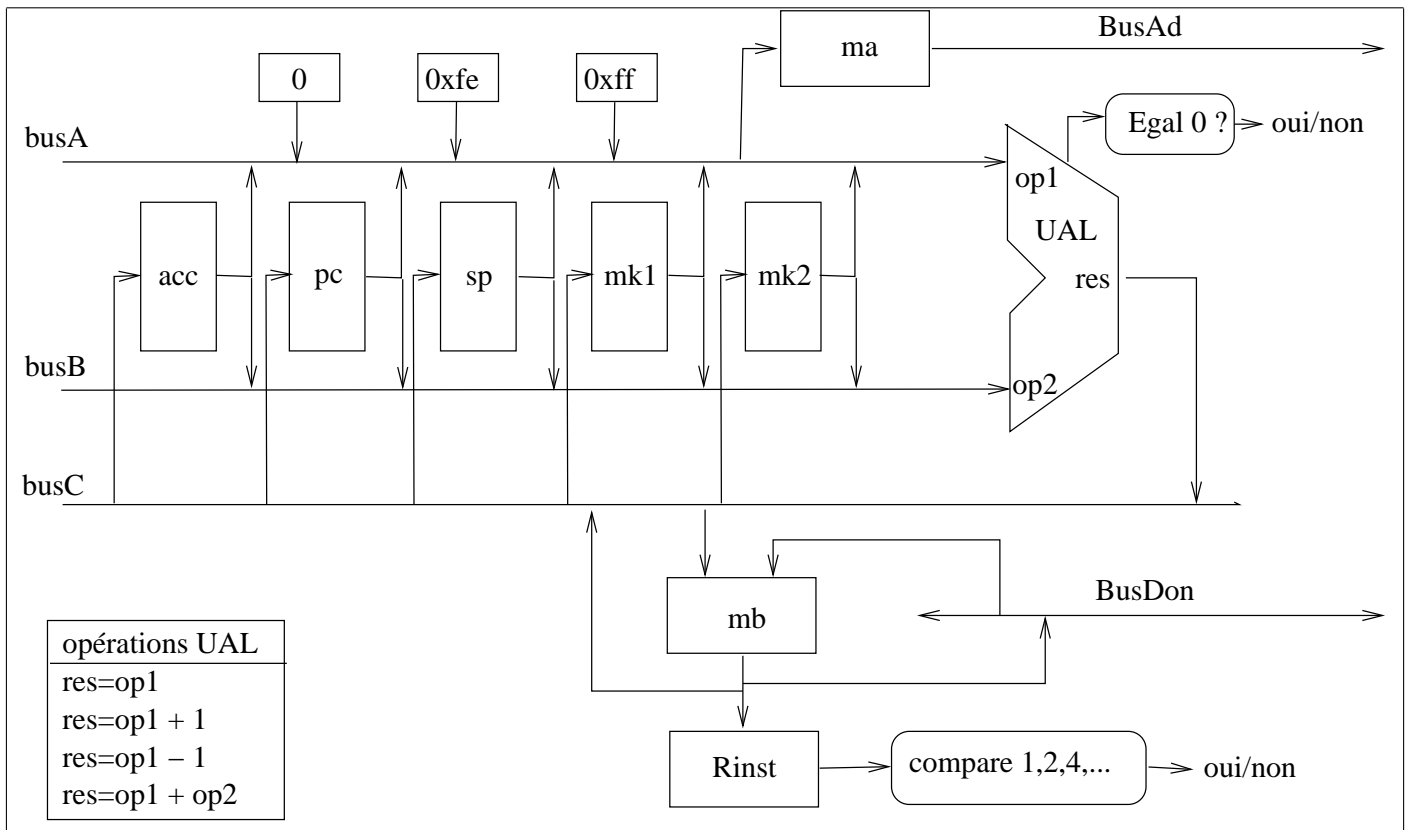 BusAd
ma
0
0xfe
0xff
Egal 0 ?
oui/non
busA
op1
UAL
acc
pc
sp
mk1
mk2
res
busB
op2
busC
BusDon
mb
opérations UAL
res=op1
res=op1 + 1
res=op1 − 1
res=op1 + op2
Rinst
compare 1,2,4,...
oui/non